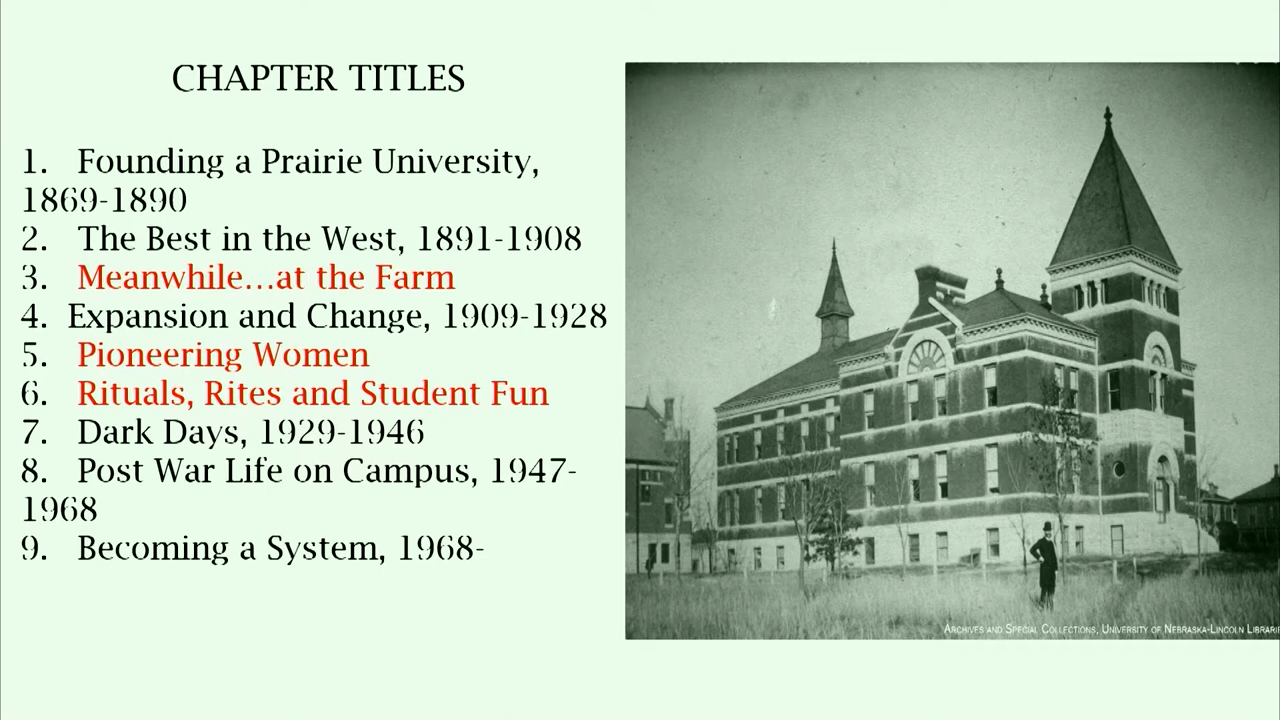 CHAPTER TITLES
1. Founding a Prairie University,
1869-1890
2. The Best in the West, 1891-1908
3. Meanwhile...at the Farm
4. Expansion and Change, 1909-1928
5. Pioneering Women
6. Rituals, Rites and Student Fun
7. Dark Days, 1929-1946
8. Post War Life on Campus, 1947-
1968
9. Becoming a System, 1968-
Archives and Special Collections, University of Nebraska-Lincoln Librari